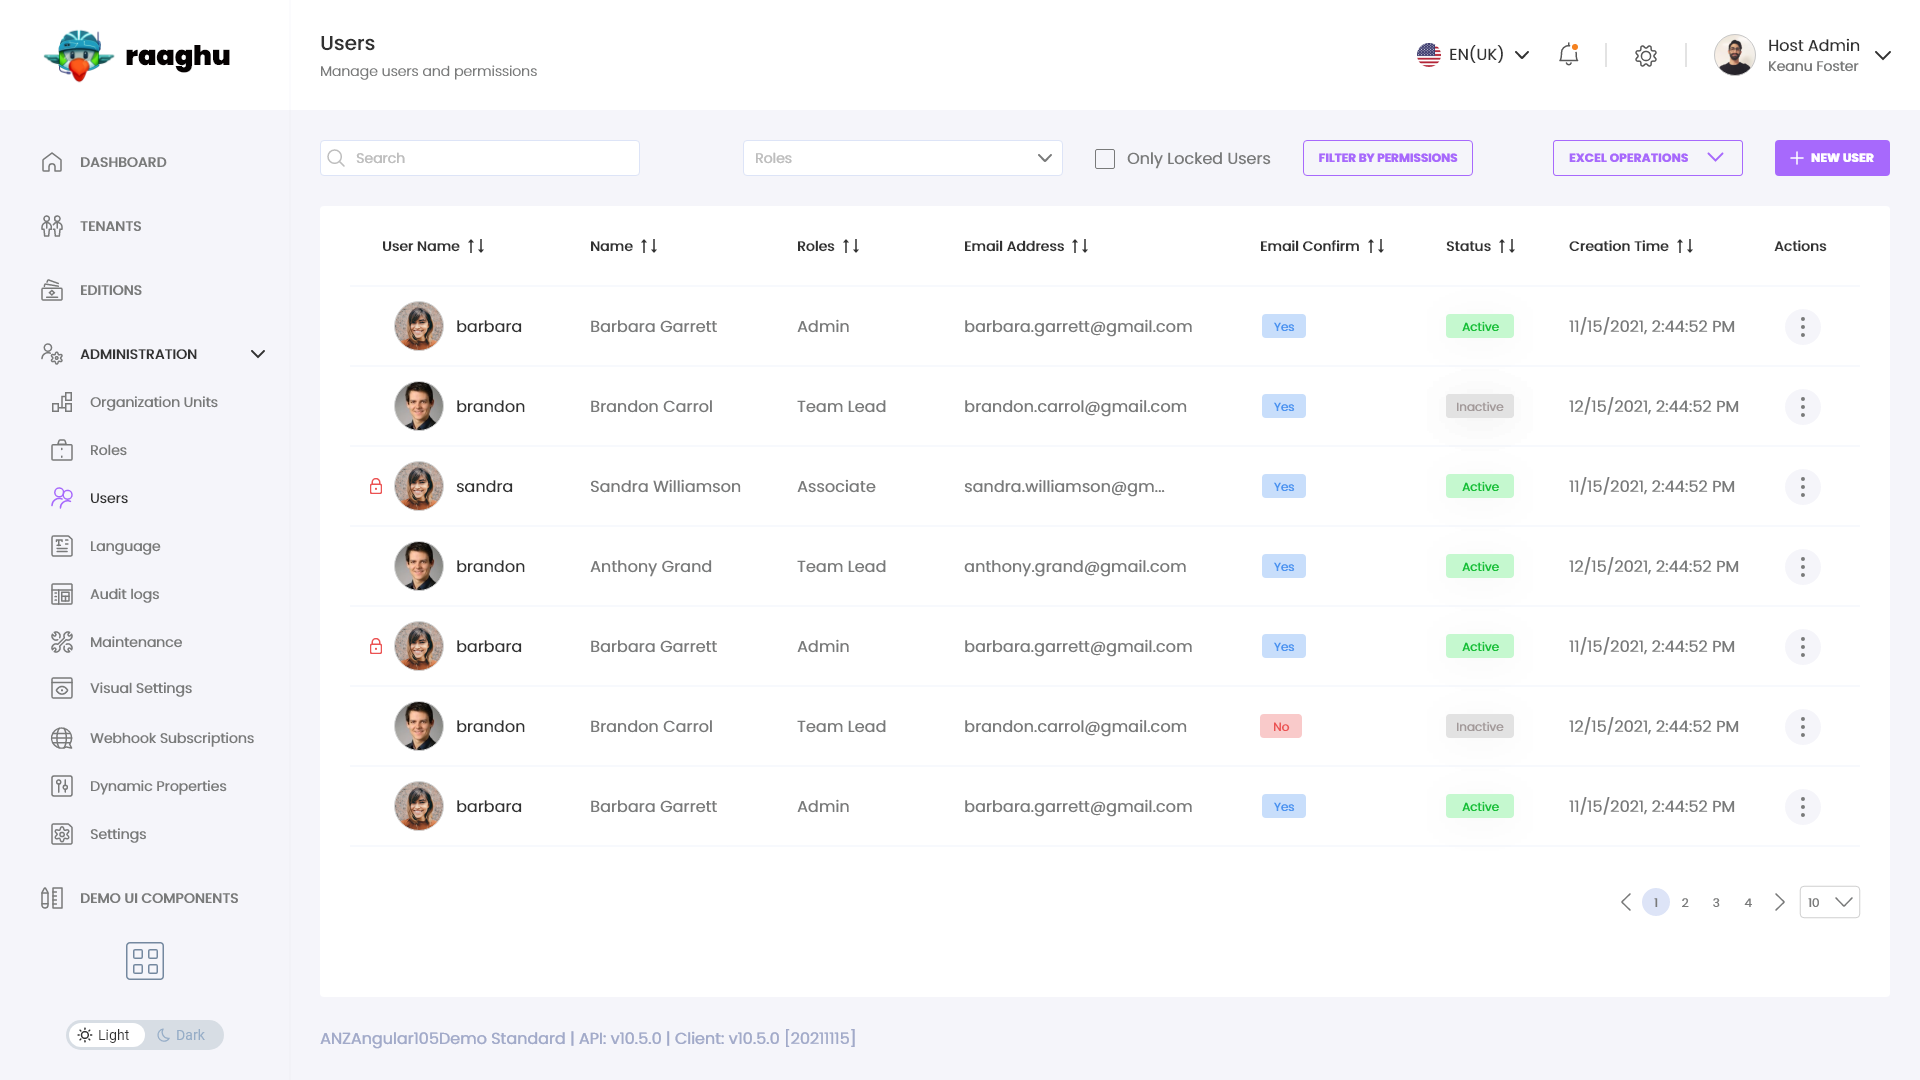 raaghu
Users
Manage users and permissions
EN(UK)
Host Admin
Keanu Foster
DASHBOARD
TENANTS
EDITIONS
ADMINISTRATION
Organization Units
Roles
Users
Language
Audit logs
Maintenance
Visual Settings
Webhook Subscriptions
Dynamic Properties
Settings
DEMO UI COMPONENTS
Light Dark
Search
Roles
Only Locked Users
FILTER BY PERMISSIONS
EXCEL OPERATIONS
NEW USER
User Name Name Roles Email Address Email Confirm Status Creation Time Actions
barbara Barbara Garrett Admin barbara.garrett@gmail.com Yes Active 11/15/2021, 2:44:52 PM
brandon Brandon Carrol Team Lead brandon.carrol@gmail.com Yes Inactive 12/15/2021, 2:44:52 PM
sandra Sandra Williamson Associate sandra.williamson@gm... Yes Active 11/15/2021, 2:44:52 PM
brandon Anthony Grand Team Lead anthony.grand@gmail.com Yes Active 12/15/2021, 2:44:52 PM
barbara Barbara Garrett Admin barbara.garrett@gmail.com Yes Active 11/15/2021, 2:44:52 PM
brandon Brandon Carrol Team Lead brandon.carrol@gmail.com No Inactive 12/15/2021, 2:44:52 PM
barbara Barbara Garrett Admin barbara.garrett@gmail.com Yes Active 11/15/2021, 2:44:52 PM
1 2 3 4 10
ANZAngular105Demo Standard | API: v10.5.0 | Client: v10.5.0 [20211115]